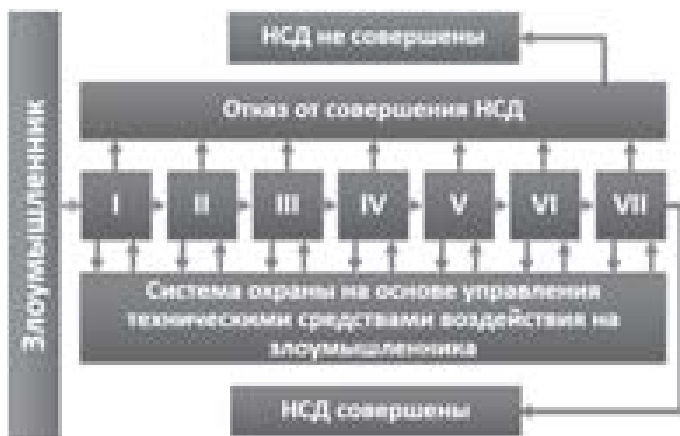 НСД не совершены
Злоумышленник
Отказ от совершения НСД
I II III IV V VI VII
Система охраны на основе управления
техническими средствами воздействия на
злоумышленника
НСД совершены